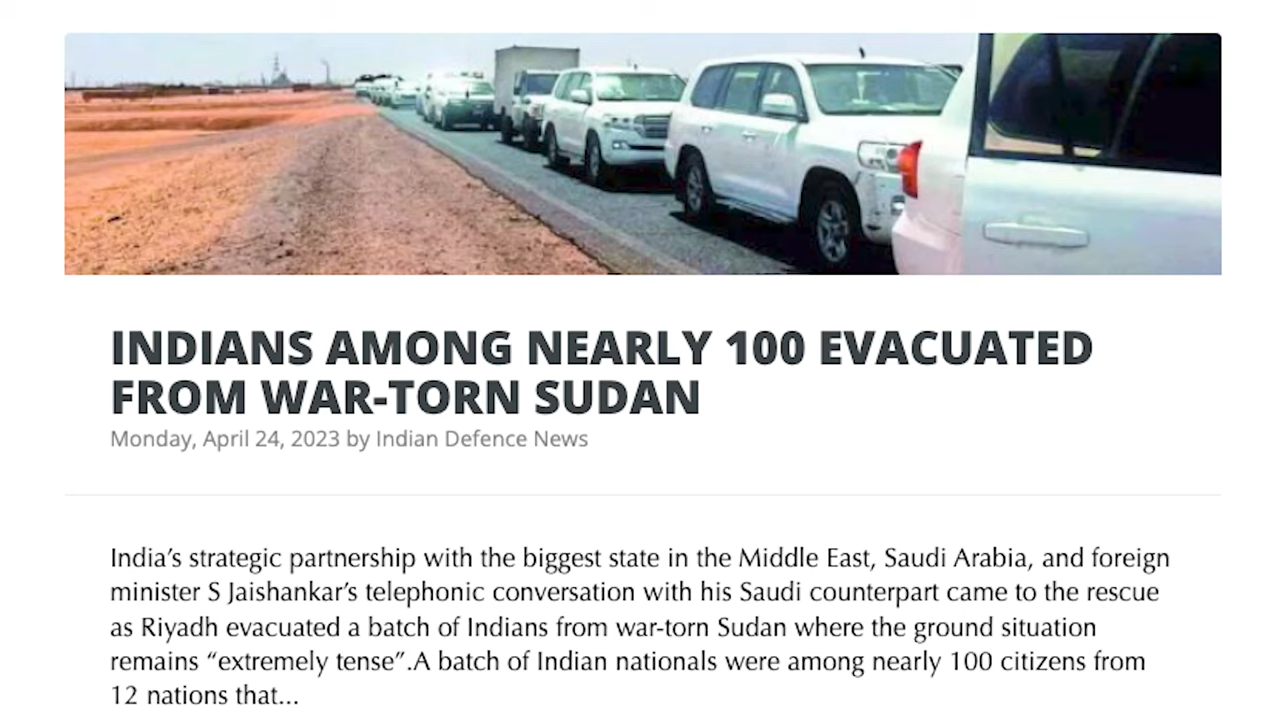 INDIANS AMONG NEARLY 100 EVACUATED
FROM WAR-TORN SUDAN
Monday, April 24, 2023 by Indian Defence News
India’s strategic partnership with the biggest state in the Middle East, Saudi Arabia, and foreign
minister S Jaishankar’s telephonic conversation with his Saudi counterpart came to the rescue
as Riyadh evacuated a batch of Indians from war-torn Sudan where the ground situation
remains “extremely tense”.A batch of Indian nationals were among nearly 100 citizens from
12 nations that...